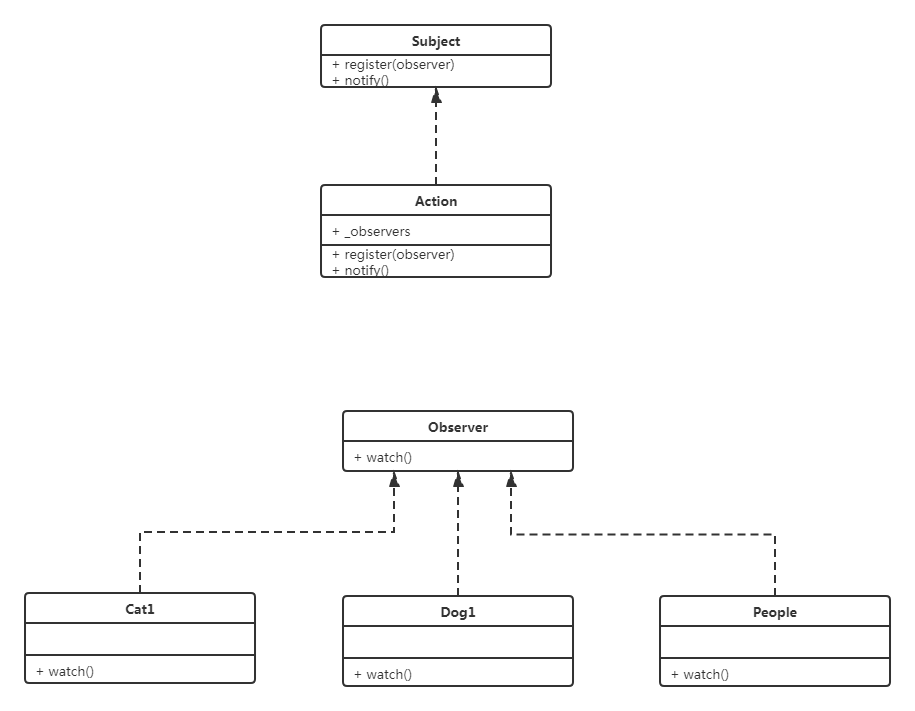 Subject
+ register(observer)
+ notify()
Action
+ _observers
+ register(observer)
+ notify()
Observer
+ watch()
Cat1
+ watch()
Dog1
+ watch()
People
+ watch()